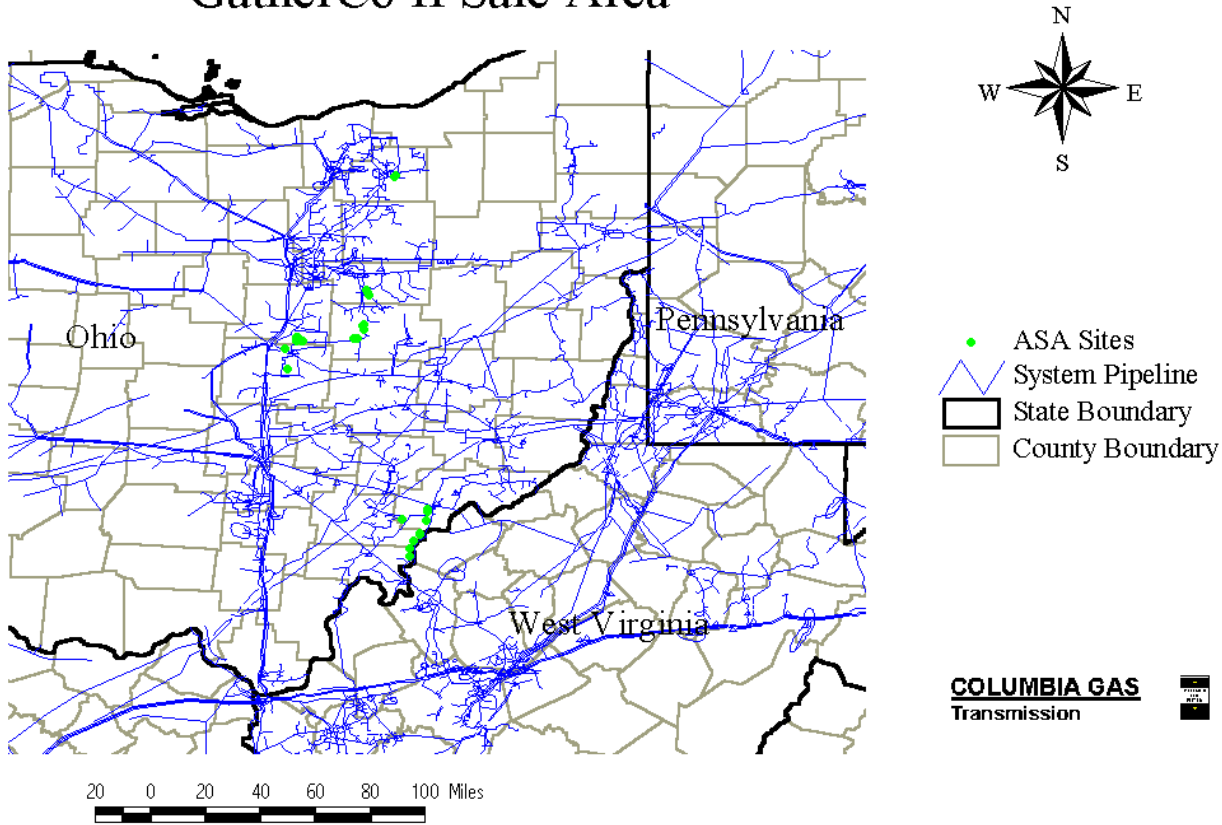 GatherCo II Sale Area
N
W E
S
Ohio
Pennsylvania
West Virginia
ASA Sites
System Pipeline
State Boundary
County Boundary
COLUMBIA GAS
Transmission
20 0 20 40 60 80 100 Miles